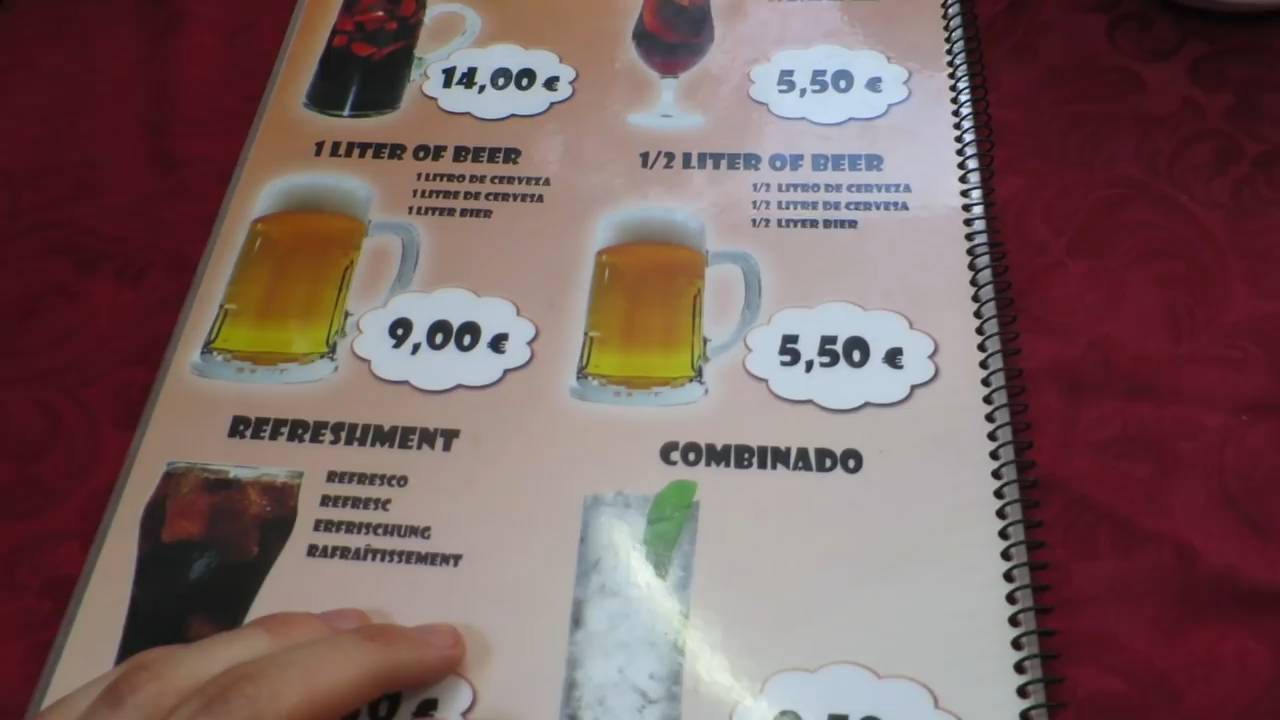 14,00 €
5,50 €
1 LITER OF BEER
1 LITRO DE CERVEZA
1 LITRE DE CERVESA
1 LITER BIER
9,00 €
1/2 LITER OF BEER
1/2 LITRO DE CERVEZA
1/2 LITRE DE CERVESA
1/2 LITER BIER
5,50 €
REFRESHMENT
REFRESCO
REFRESC
ERFRISCHUNG
RAFRAÎTISSEMENT
€
COMBINADO